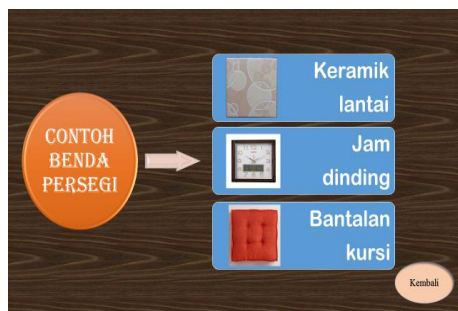 CONTOH
BENDA
PERSEGI
Keramik
lantai
Jam
dinding
Bantalan
kursi
Kembali